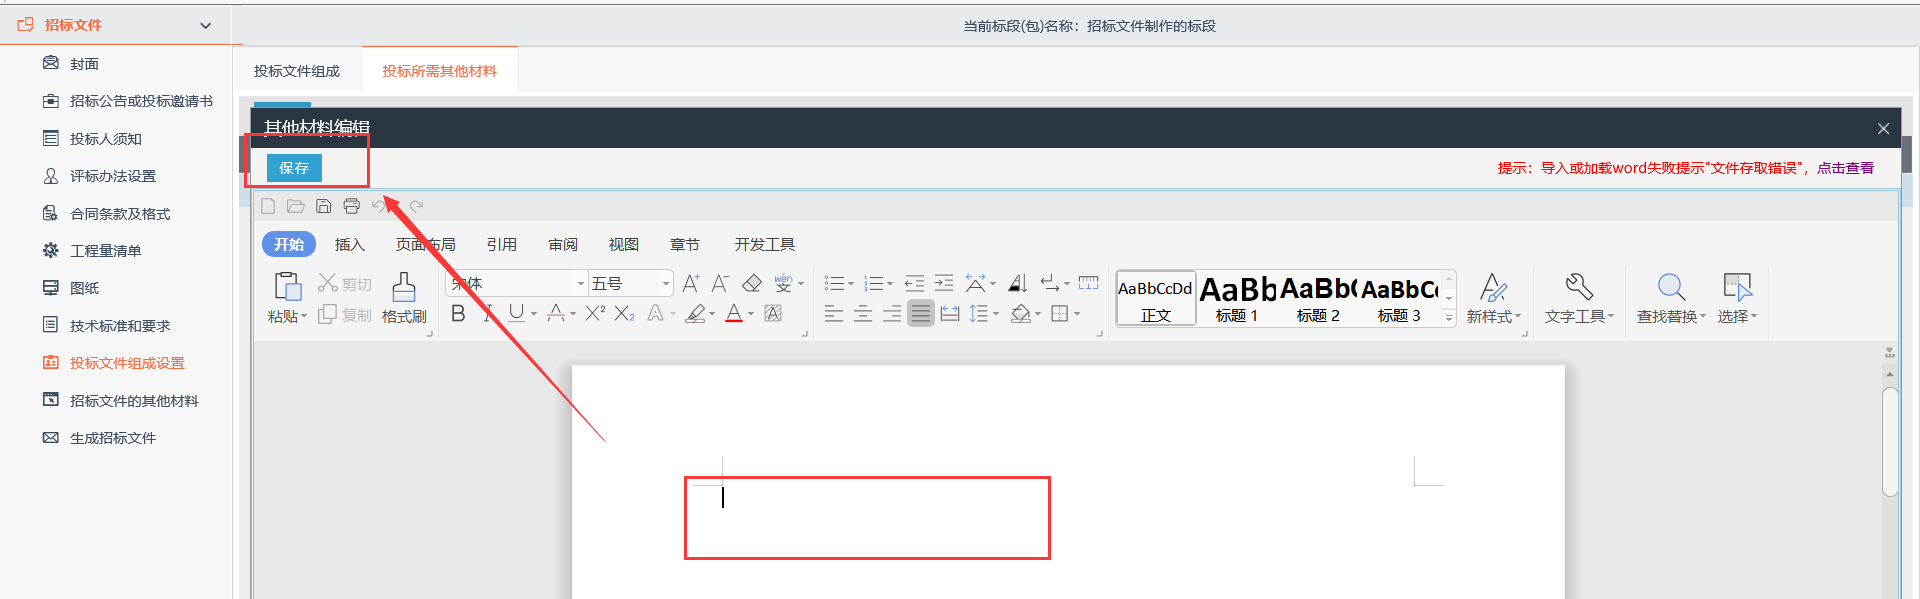 招标文件
当前标段(包)名称：招标文件制作的标段
封面
招标公告或投标邀请书
投标人须知
评标办法设置
合同条款及格式
工程量清单
图纸
技术标准和要求
投标文件组成设置
招标文件的其他材料
生成招标文件
投标文件组成
投标所需其他材料
其他材料编辑
保存
提示：导入或加载word失败提示"文件存取错误"，点击查看
开始 插入 页面布局 引用 审阅 视图 章节 开发工具
粘贴 剪切 复制 格式刷
宋体 五号
AaBbCcDd 正文
AaBb 标题 1
AaBb( 标题 2
AaBbC 标题 3
新样式 文字工具 查找替换 选择